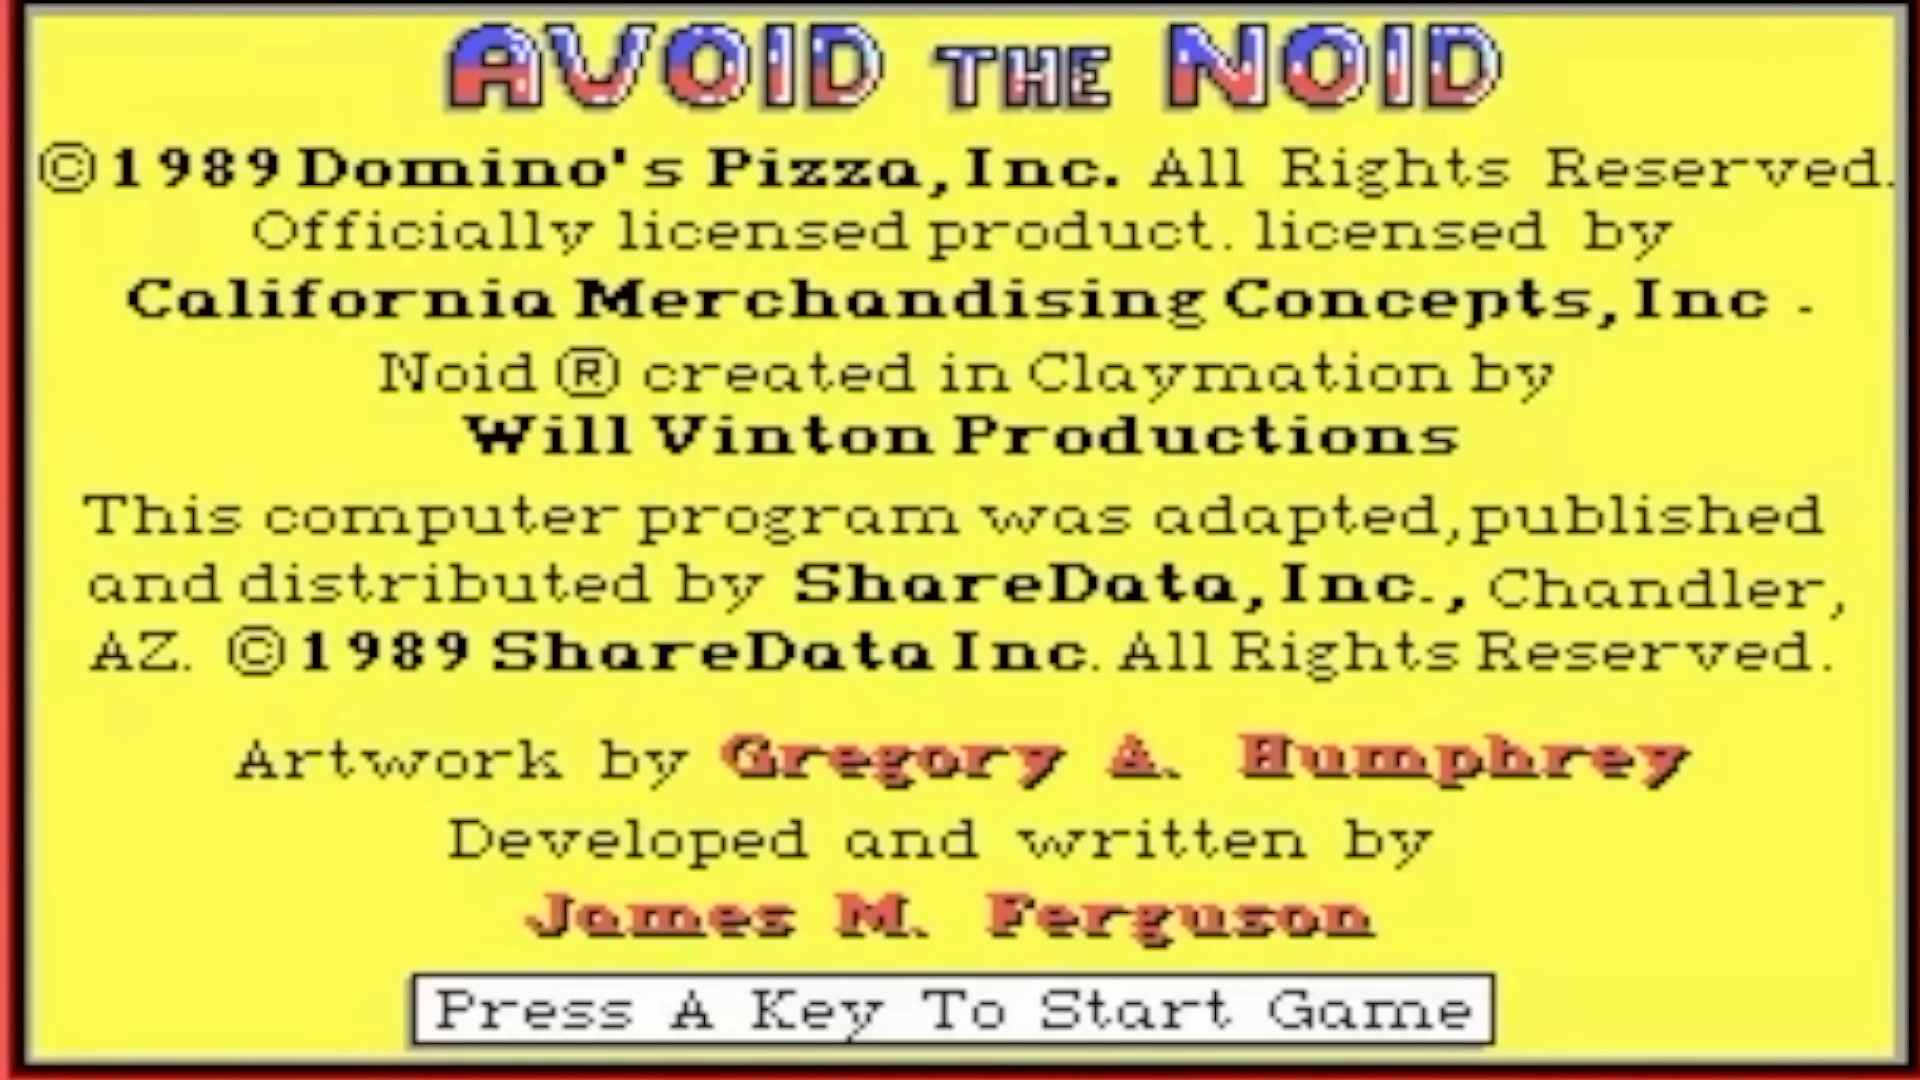 AVOID THE NOID
©1989 Domino's Pizza, Inc. All Rights Reserved.
Officially licensed product. licensed by
California Merchandising Concepts, Inc -
Noid ® created in Claymation by
Will Vinton Productions
This computer program was adapted, published
and distributed by ShareData, Inc., Chandler,
AZ. ©1989 ShareData Inc. All Rights Reserved.
Artwork by Gregory A. Humphrey
Developed and written by
James M. Ferguson
Press A Key To Start Game